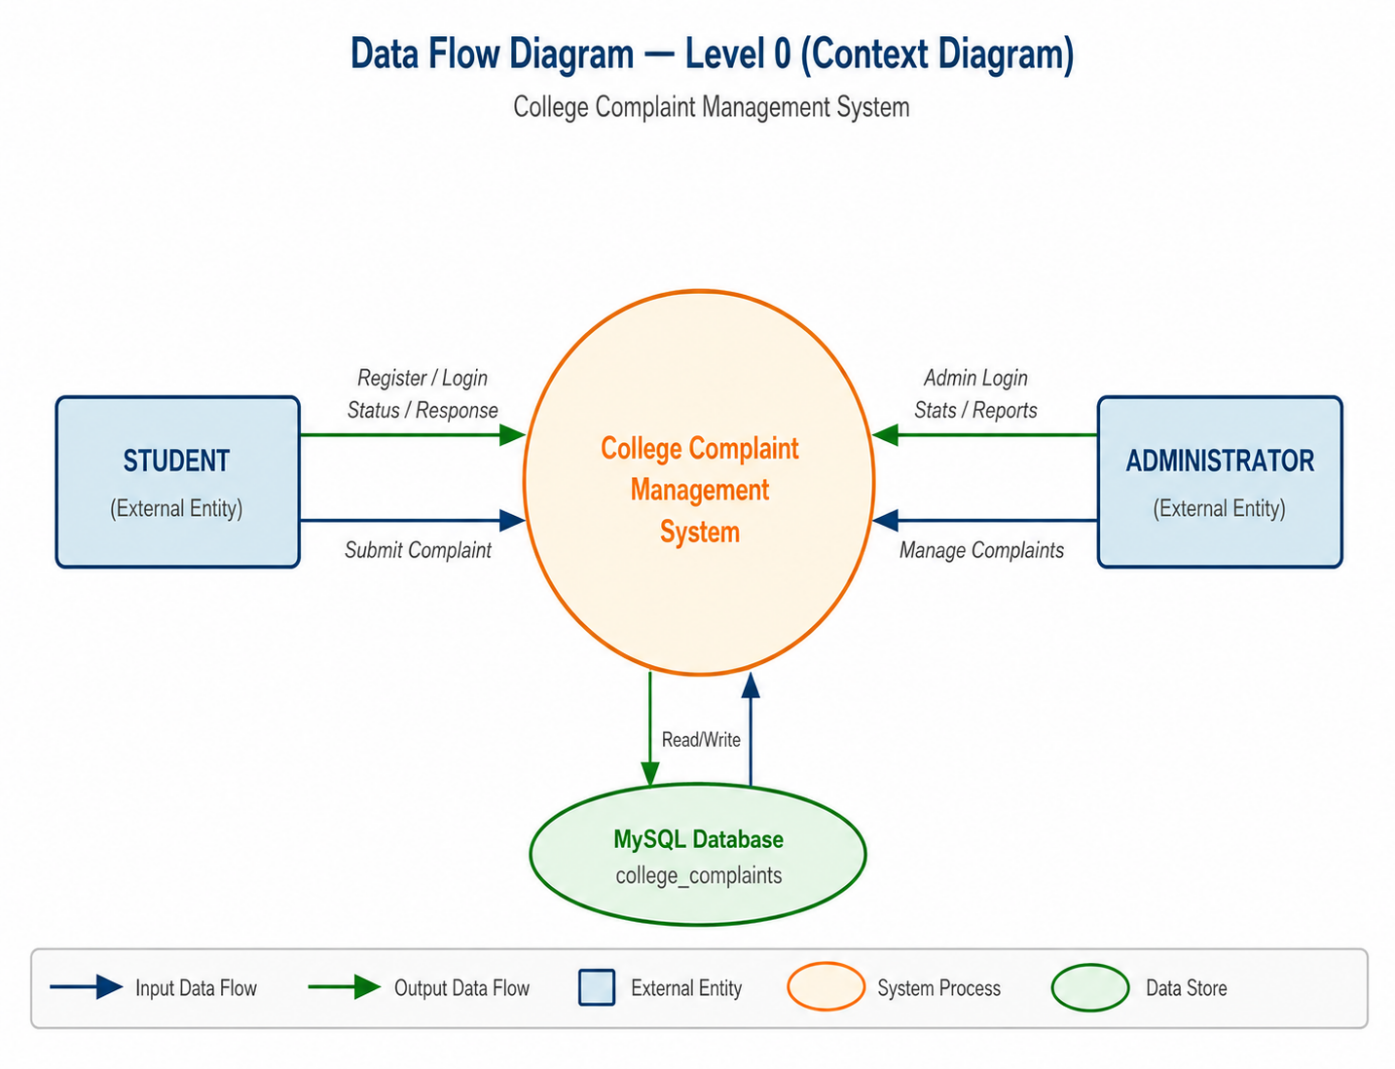 Data Flow Diagram — Level 0 (Context Diagram)
College Complaint Management System
Register / Login
Status / Response
Admin Login
Stats / Reports
STUDENT
(External Entity)
College Complaint
Management
System
ADMINISTRATOR
(External Entity)
Submit Complaint
Manage Complaints
Read/Write
MySQL Database
college_complaints
Input Data Flow
Output Data Flow
External Entity
System Process
Data Store